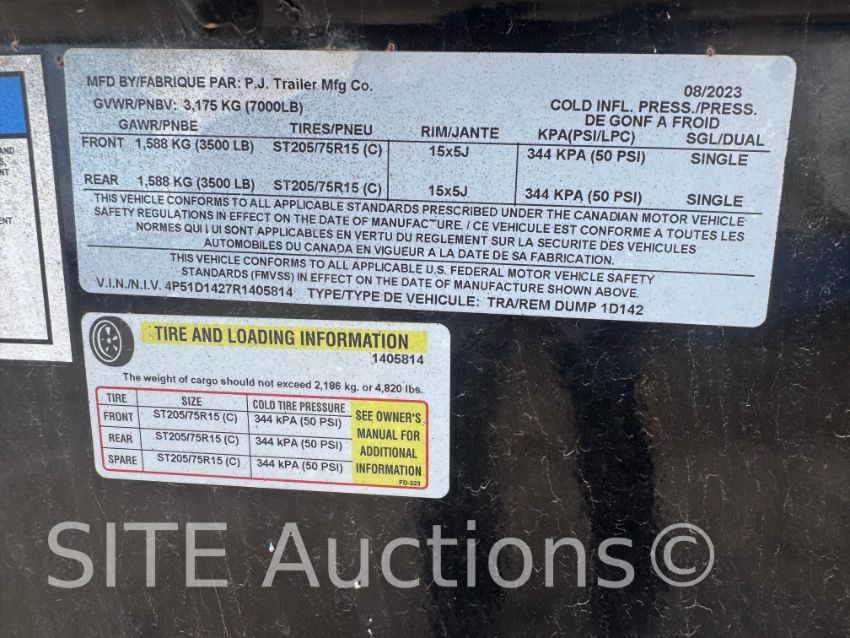 MFD BY/FABRIQUE PAR: P.J. Trailer Mfg Co. 08/2023
GVWR/PNBV: 3,175 KG (7000LB) COLD INFL. PRESS./PRESS. DE GONF A FROID
GAWR/PNBE TIRES/PNEU RIM/JANTE KPA(PSI/LPC) SGL/DUAL
FRONT 1,588 KG (3500 LB) ST205/75R15 (C) 15x5J 344 KPA (50 PSI) SINGLE
REAR 1,588 KG (3500 LB) ST205/75R15 (C) 15x5J 344 KPA (50 PSI) SINGLE
THIS VEHICLE CONFORMS TO ALL APPLICABLE STANDARDS PRESCRIBED UNDER THE CANADIAN MOTOR VEHICLE
SAFETY REGULATIONS IN EFFECT ON THE DATE OF MANUFACTURE. / CE VEHICULE EST CONFORME A TOUTES LES
NORMES QUI LUI SONT APPLICABLES EN VERTU DU REGLEMENT SUR LA SECURITE DES VEHICULES
AUTOMOBILES DU CANADA EN VIGUEUR A LA DATE DE SA FABRICATION.
THIS VEHICLE CONFORMS TO ALL APPLICABLE U.S. FEDERAL MOTOR VEHICLE SAFETY
STANDARDS (FMVSS) IN EFFECT ON THE DATE OF MANUFACTURE SHOWN ABOVE.
V.I.N./N.I.V. 4P51D1427R1405814 TYPE/TYPE DE VEHICULE: TRA/REM DUMP 1D142
TIRE AND LOADING INFORMATION
1405814
The weight of cargo should not exceed 2,186 kg. or 4,820 lbs.
TIRE SIZE COLD TIRE PRESSURE
FRONT ST205/75R15 (C) 344 kPA (50 PSI)
REAR ST205/75R15 (C) 344 kPA (50 PSI)
SPARE ST205/75R15 (C) 344 kPA (50 PSI)
SEE OWNER'S
MANUAL FOR
ADDITIONAL
INFORMATION
FD-323
SITE Auctions©